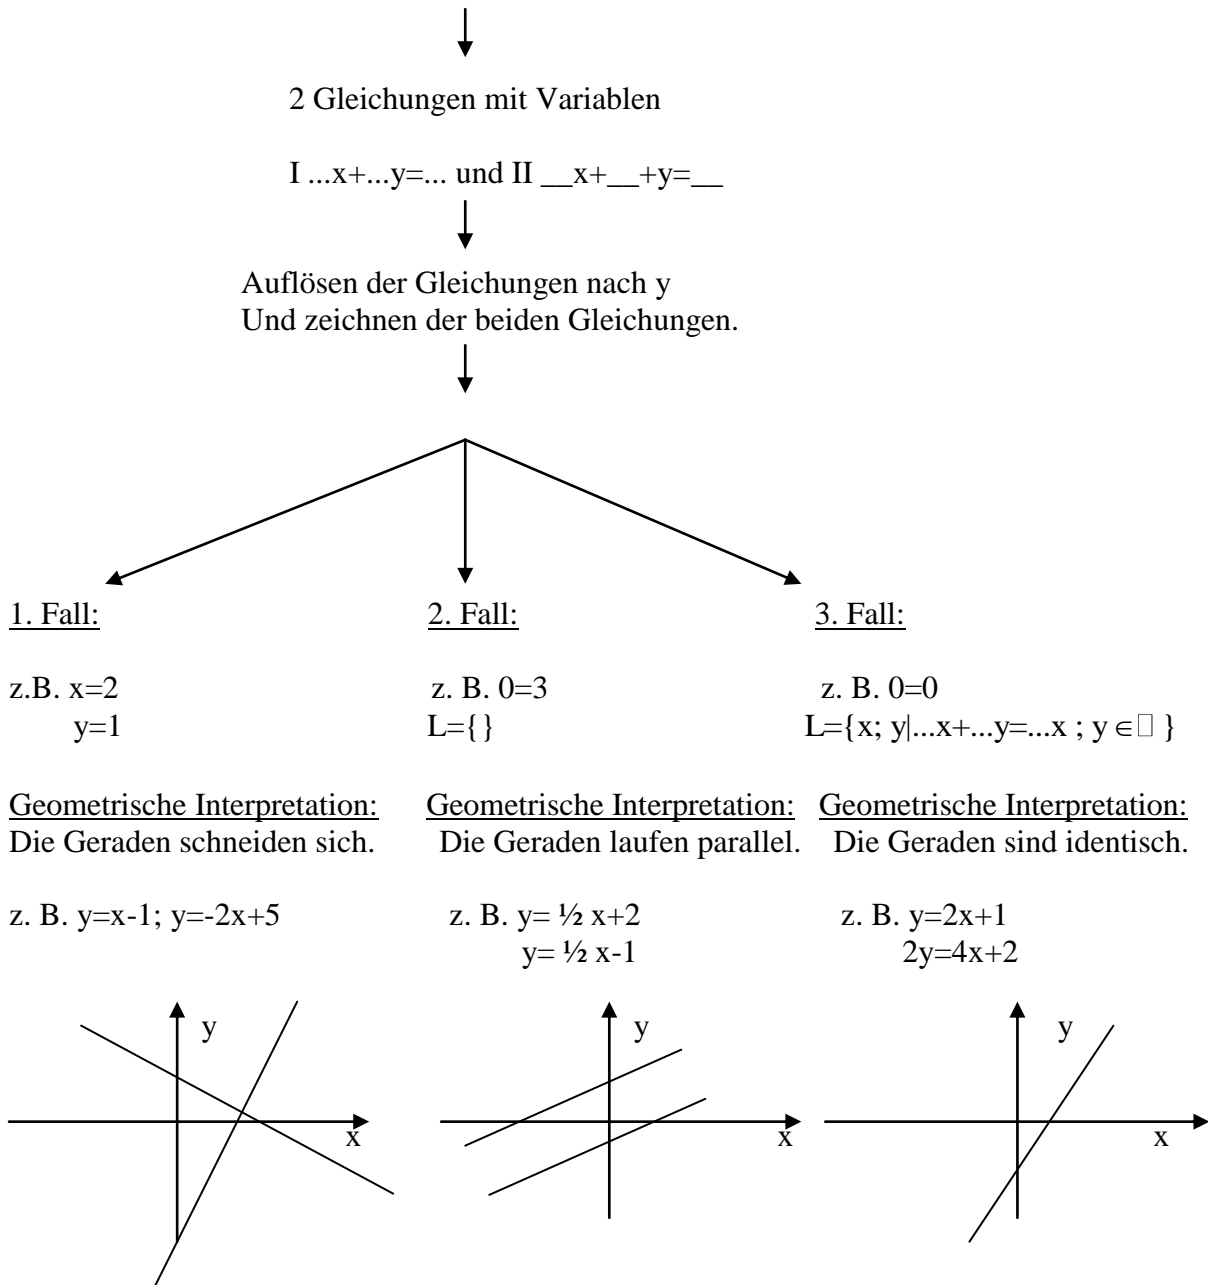 2 Gleichungen mit Variablen
I ...x+...y=... und II __x+__+y=__
Auflösen der Gleichungen nach y
Und zeichnen der beiden Gleichungen.
1. Fall:
z.B. x=2
y=1
Geometrische Interpretation:
Die Geraden schneiden sich.
z. B. y=x-1; y=-2x+5
y
x
2. Fall:
z. B. 0=3
L={}
Geometrische Interpretation:
Die Geraden laufen parallel.
z. B. y= ½ x+2
y= ½ x-1
y
x
3. Fall:
z. B. 0=0
L={x; y|...x+...y=...x ; y ∈□ }
Geometrische Interpretation:
Die Geraden sind identisch.
z. B. y=2x+1
2y=4x+2
y
x